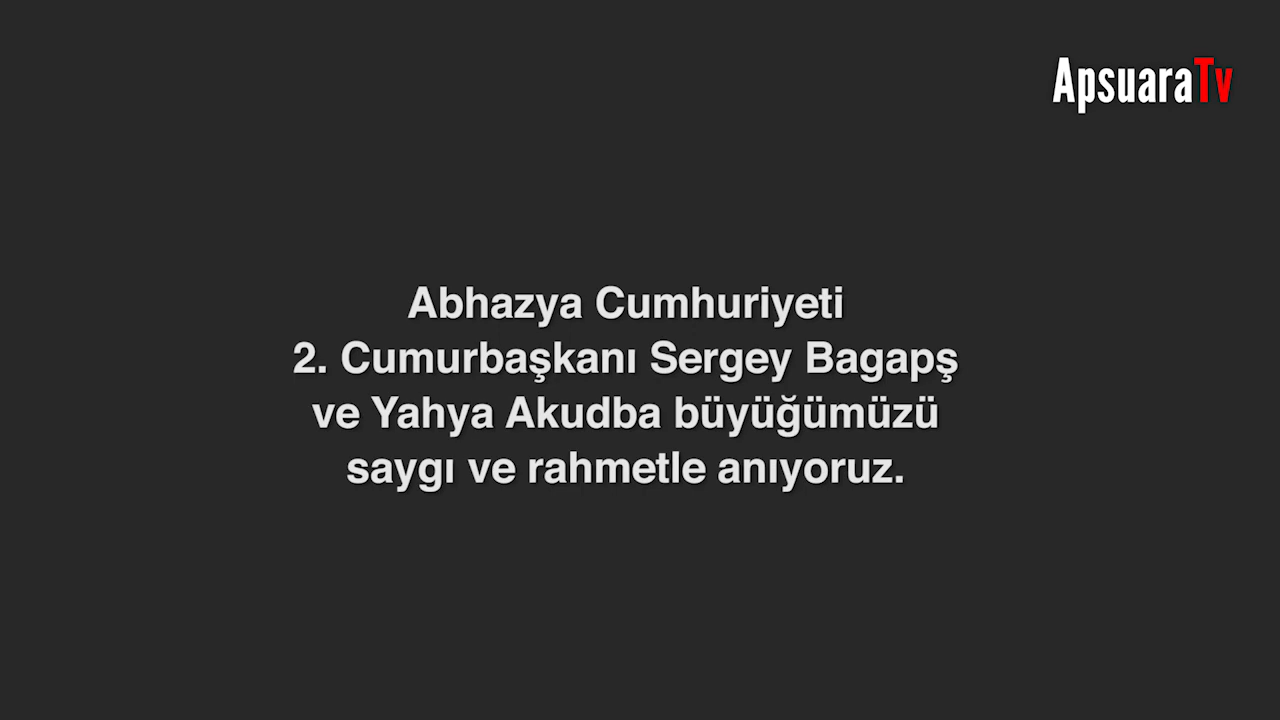 ApsuaraTv
Abhazya Cumhuriyeti
2. Cumurbaşkanı Sergey Bagapş
ve Yahya Akudba büyüğümüzü
saygı ve rahmetle anıyoruz.